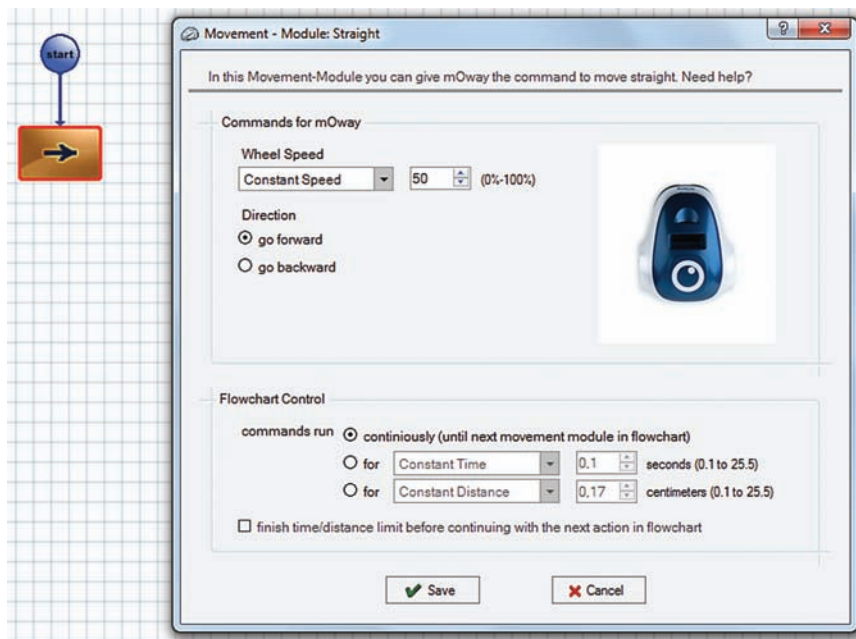 start
Movement - Module: Straight
In this Movement-Module you can give mOway the command to move straight. Need help?
Commands for mOway
Wheel Speed
Constant Speed 50 (0%-100%)
Direction
go forward
go backward
Flowchart Control
commands run continiously (until next movement module in flowchart)
for Constant Time 0.1 seconds (0.1 to 25.5)
for Constant Distance 0,17 centimeters (0.1 to 25.5)
finish time/distance limit before continuing with the next action in flowchart
Save Cancel